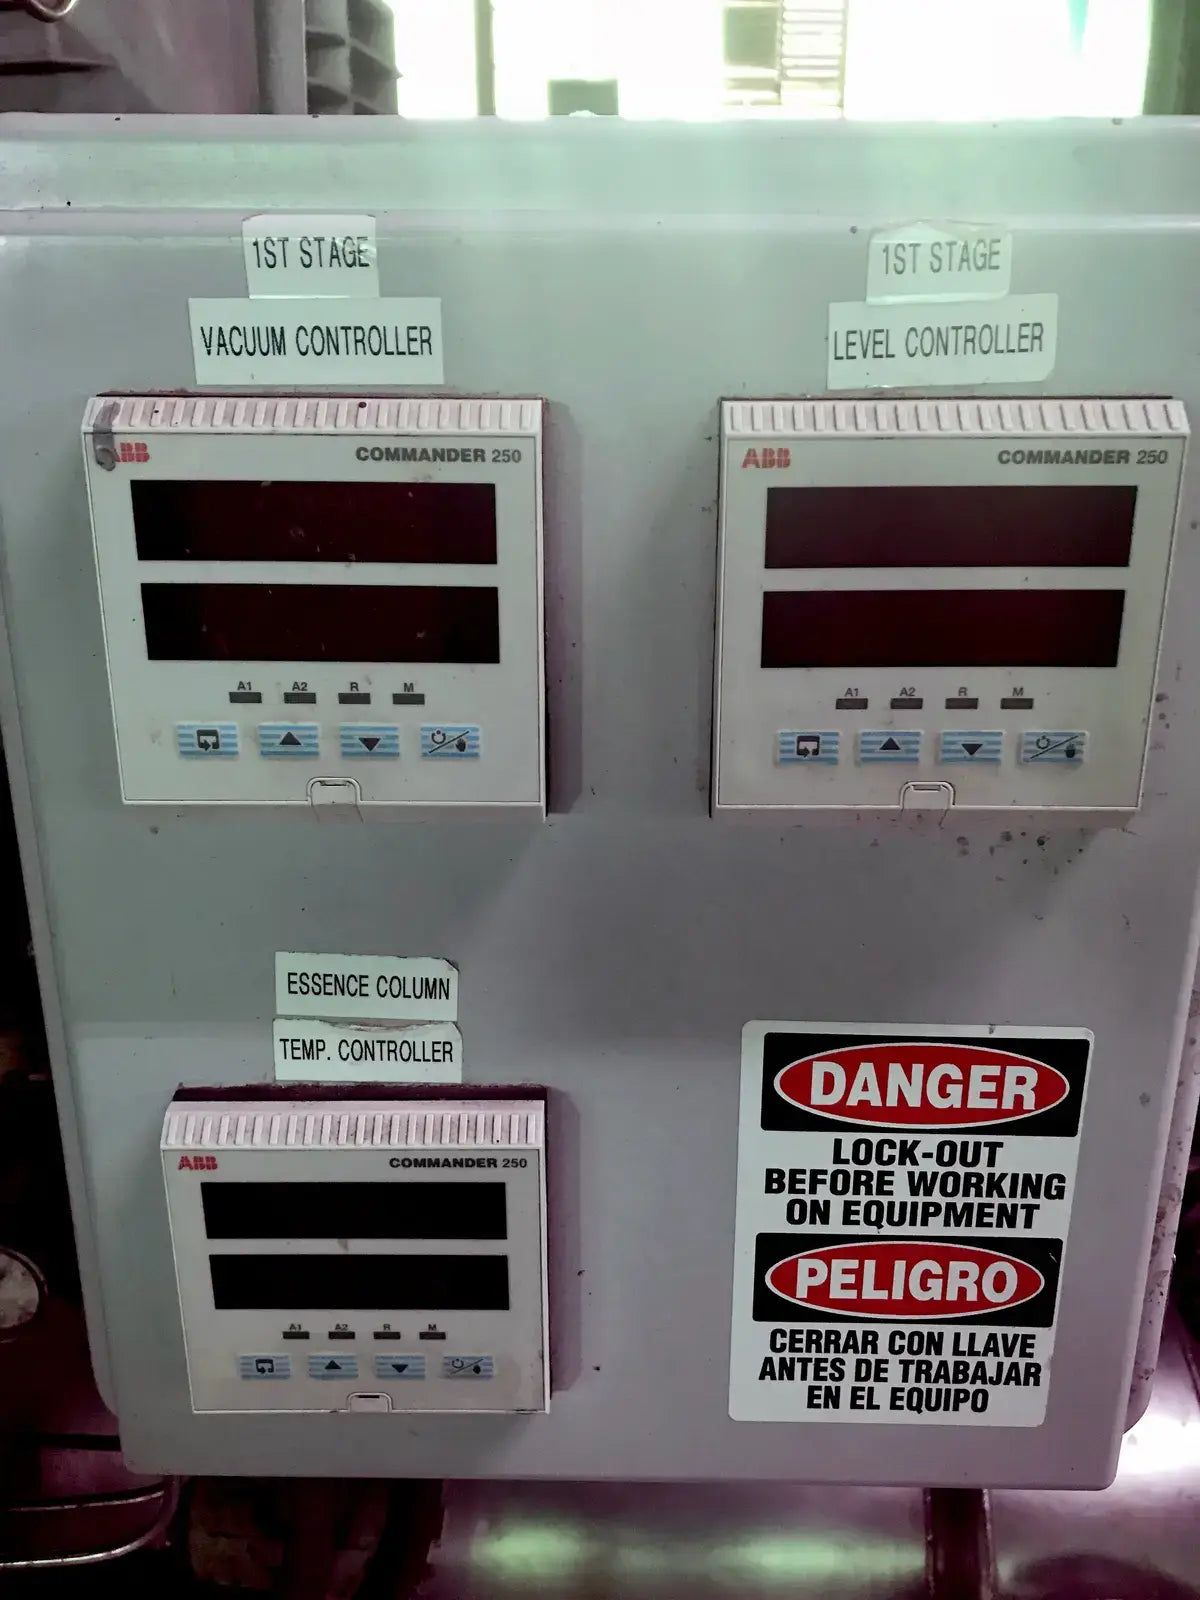 1ST STAGE
VACUUM CONTROLLER
ABB COMMANDER 250
A1 A2 R M
1ST STAGE
LEVEL CONTROLLER
ABB COMMANDER 250
A1 A2 R M
ESSENCE COLUMN
TEMP. CONTROLLER
ABB COMMANDER 250
A1 A2 R M
DANGER
LOCK-OUT
BEFORE WORKING
ON EQUIPMENT
PELIGRO
CERRAR CON LLAVE
ANTES DE TRABAJAR
EN EL EQUIPO